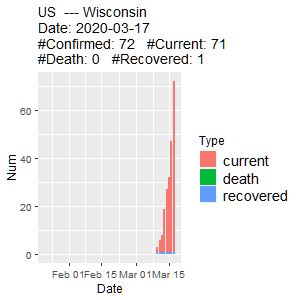 US  --- Wisconsin
Date: 2020-03-17
#Confirmed: 72   #Current: 71
#Death: 0   #Recovered: 1
Num
60
40
20
0
Feb 01
Feb 15
Mar 01
Mar 15
Date
Type
current
death
recovered